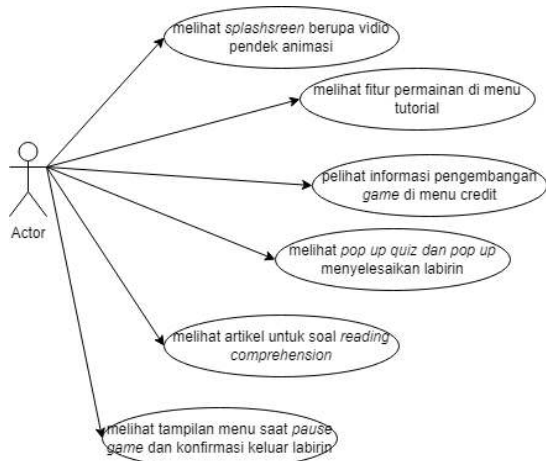 melihat splashsreen berupa vidio
pendek animasi
melihat fitur permainan di menu
tutorial
pelihat informasi pengembangan
game di menu credit
Actor
melihat pop up quiz dan pop up
menyelesaikan labirin
melihat artikel untuk soal reading
comprehension
melihat tampilan menu saat pause
game dan konfirmasi keluar labirin